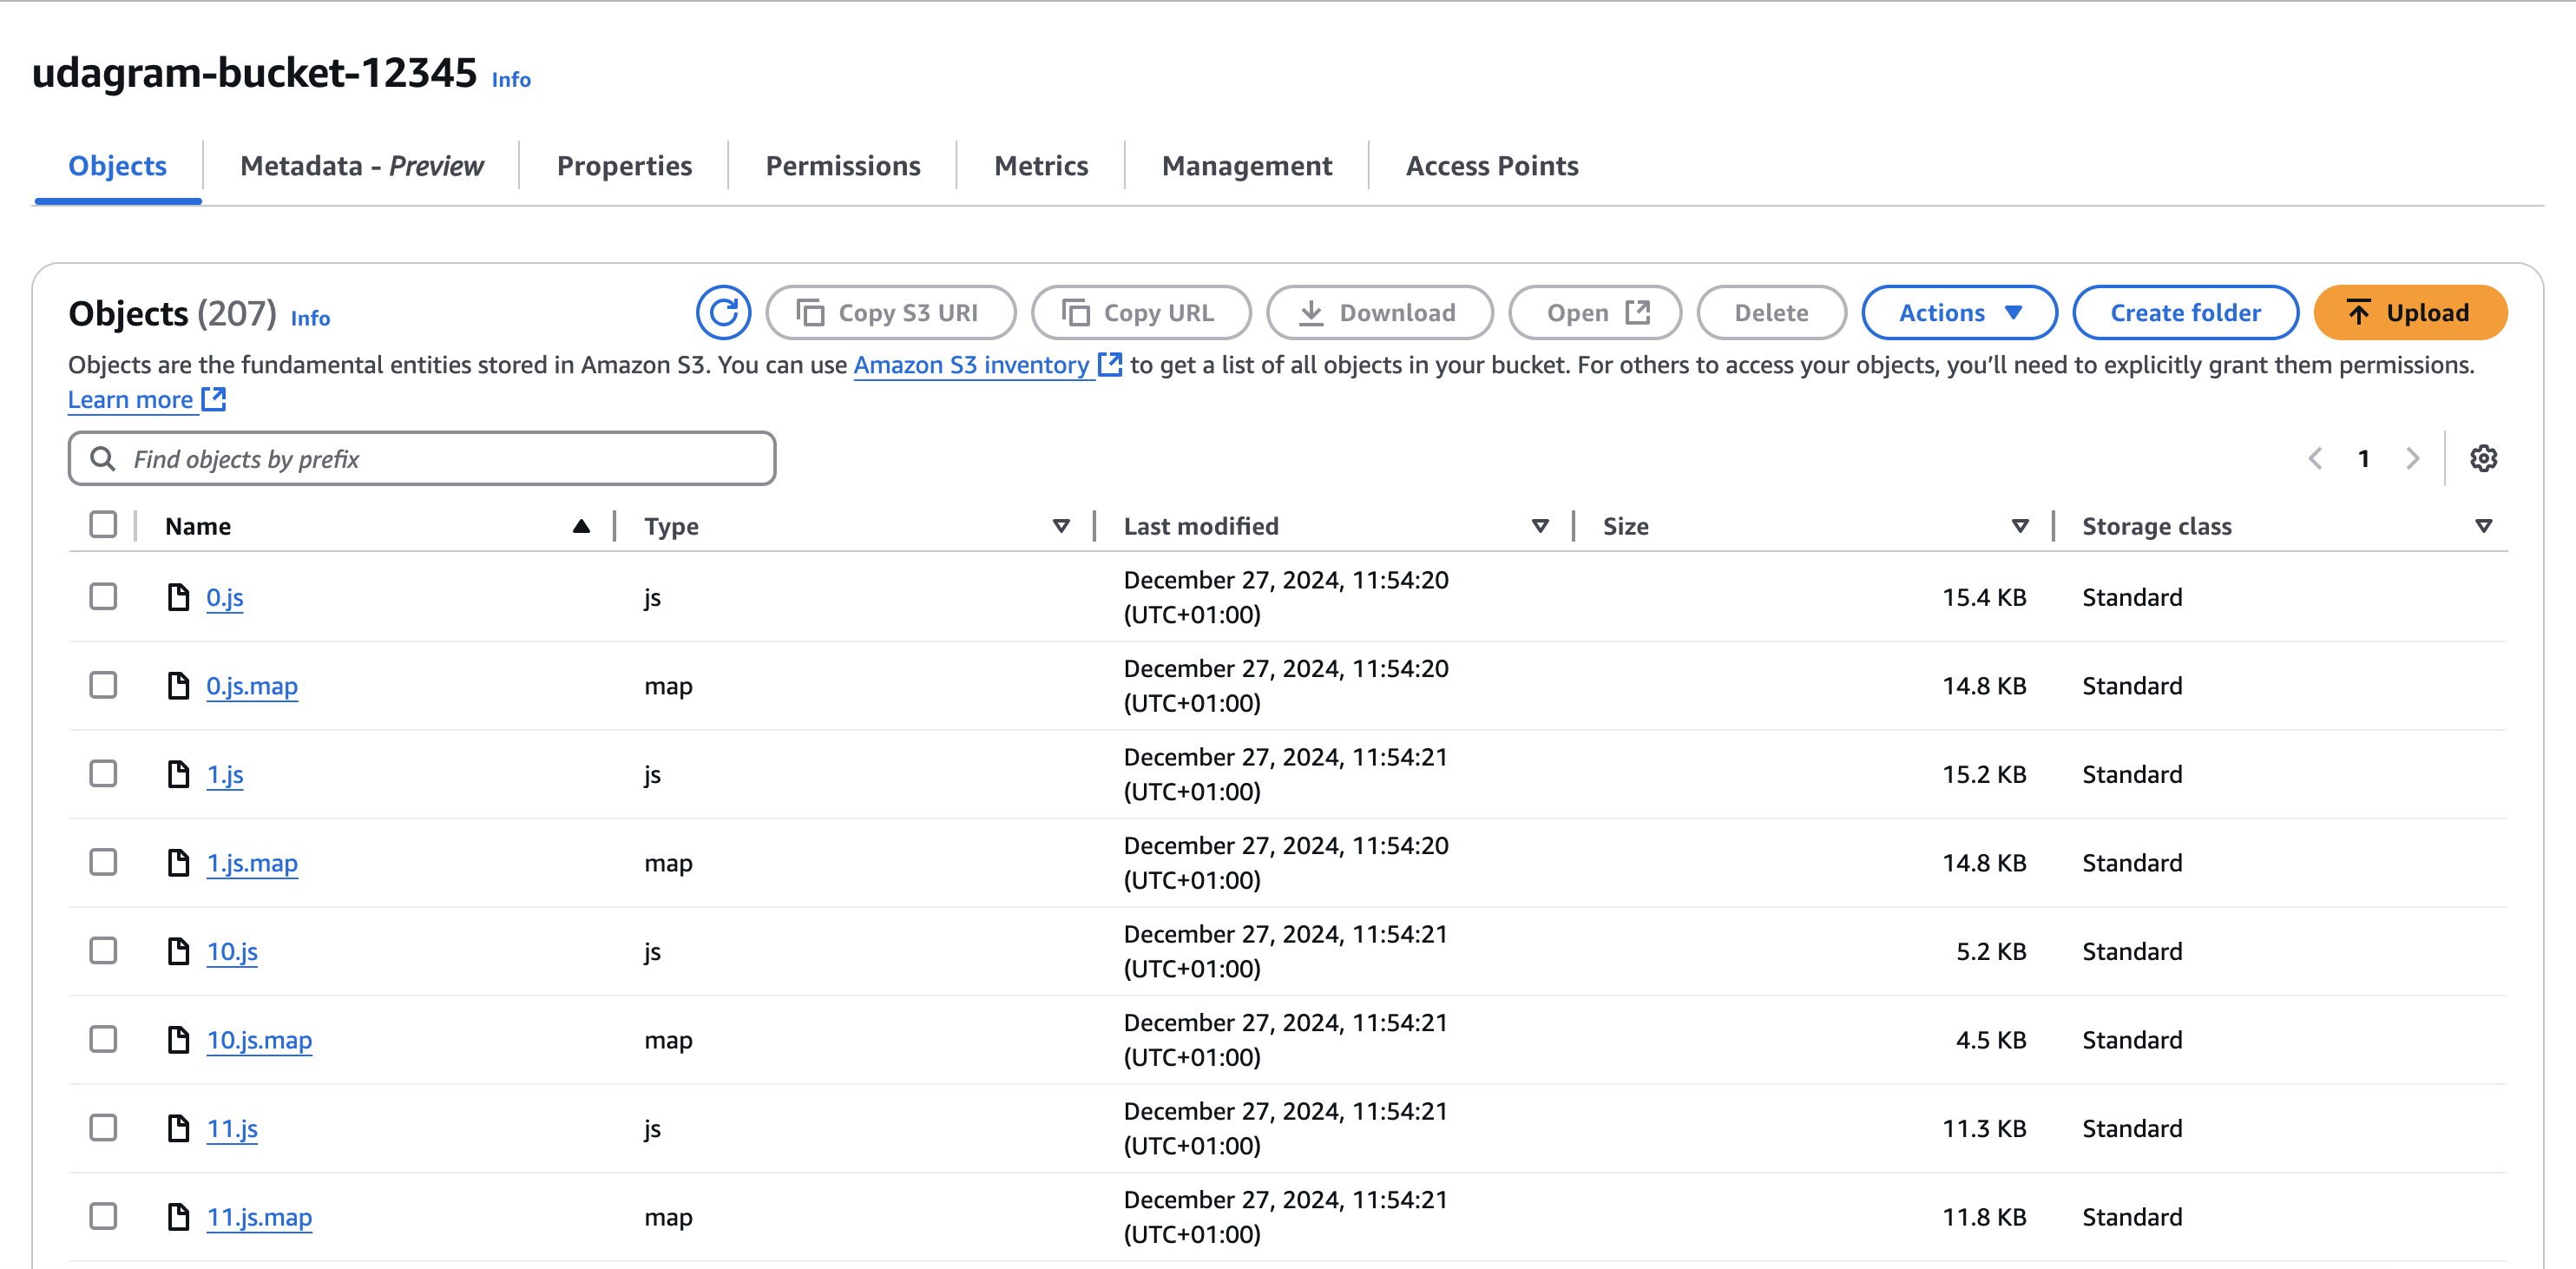 udagram-bucket-12345 Info
Objects Metadata - Preview Properties Permissions Metrics Management Access Points
Objects (207) Info Copy S3 URI Copy URL Download Open Delete Actions Create folder Upload
Objects are the fundamental entities stored in Amazon S3. You can use Amazon S3 inventory to get a list of all objects in your bucket. For others to access your objects, you’ll need to explicitly grant them permissions.
Learn more
Find objects by prefix 1
Name Type Last modified Size Storage class
0.js js December 27, 2024, 11:54:20 (UTC+01:00) 15.4 KB Standard
0.js.map map December 27, 2024, 11:54:20 (UTC+01:00) 14.8 KB Standard
1.js js December 27, 2024, 11:54:21 (UTC+01:00) 15.2 KB Standard
1.js.map map December 27, 2024, 11:54:20 (UTC+01:00) 14.8 KB Standard
10.js js December 27, 2024, 11:54:21 (UTC+01:00) 5.2 KB Standard
10.js.map map December 27, 2024, 11:54:21 (UTC+01:00) 4.5 KB Standard
11.js js December 27, 2024, 11:54:21 (UTC+01:00) 11.3 KB Standard
11.js.map map December 27, 2024, 11:54:21 (UTC+01:00) 11.8 KB Standard